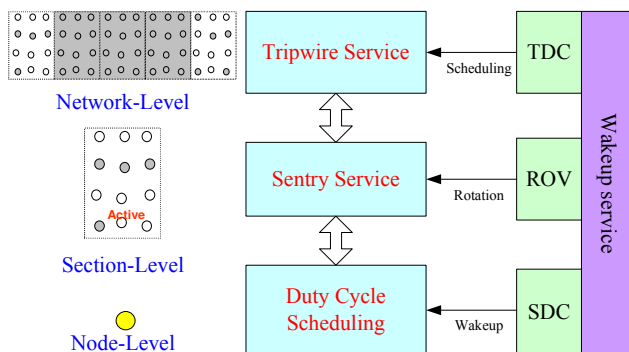 Tripwire Service
Scheduling
TDC
Network-Level
Sentry Service
Rotation
ROV
Wakeup service
Active
Section-Level
Duty Cycle
Scheduling
Wakeup
SDC
Node-Level